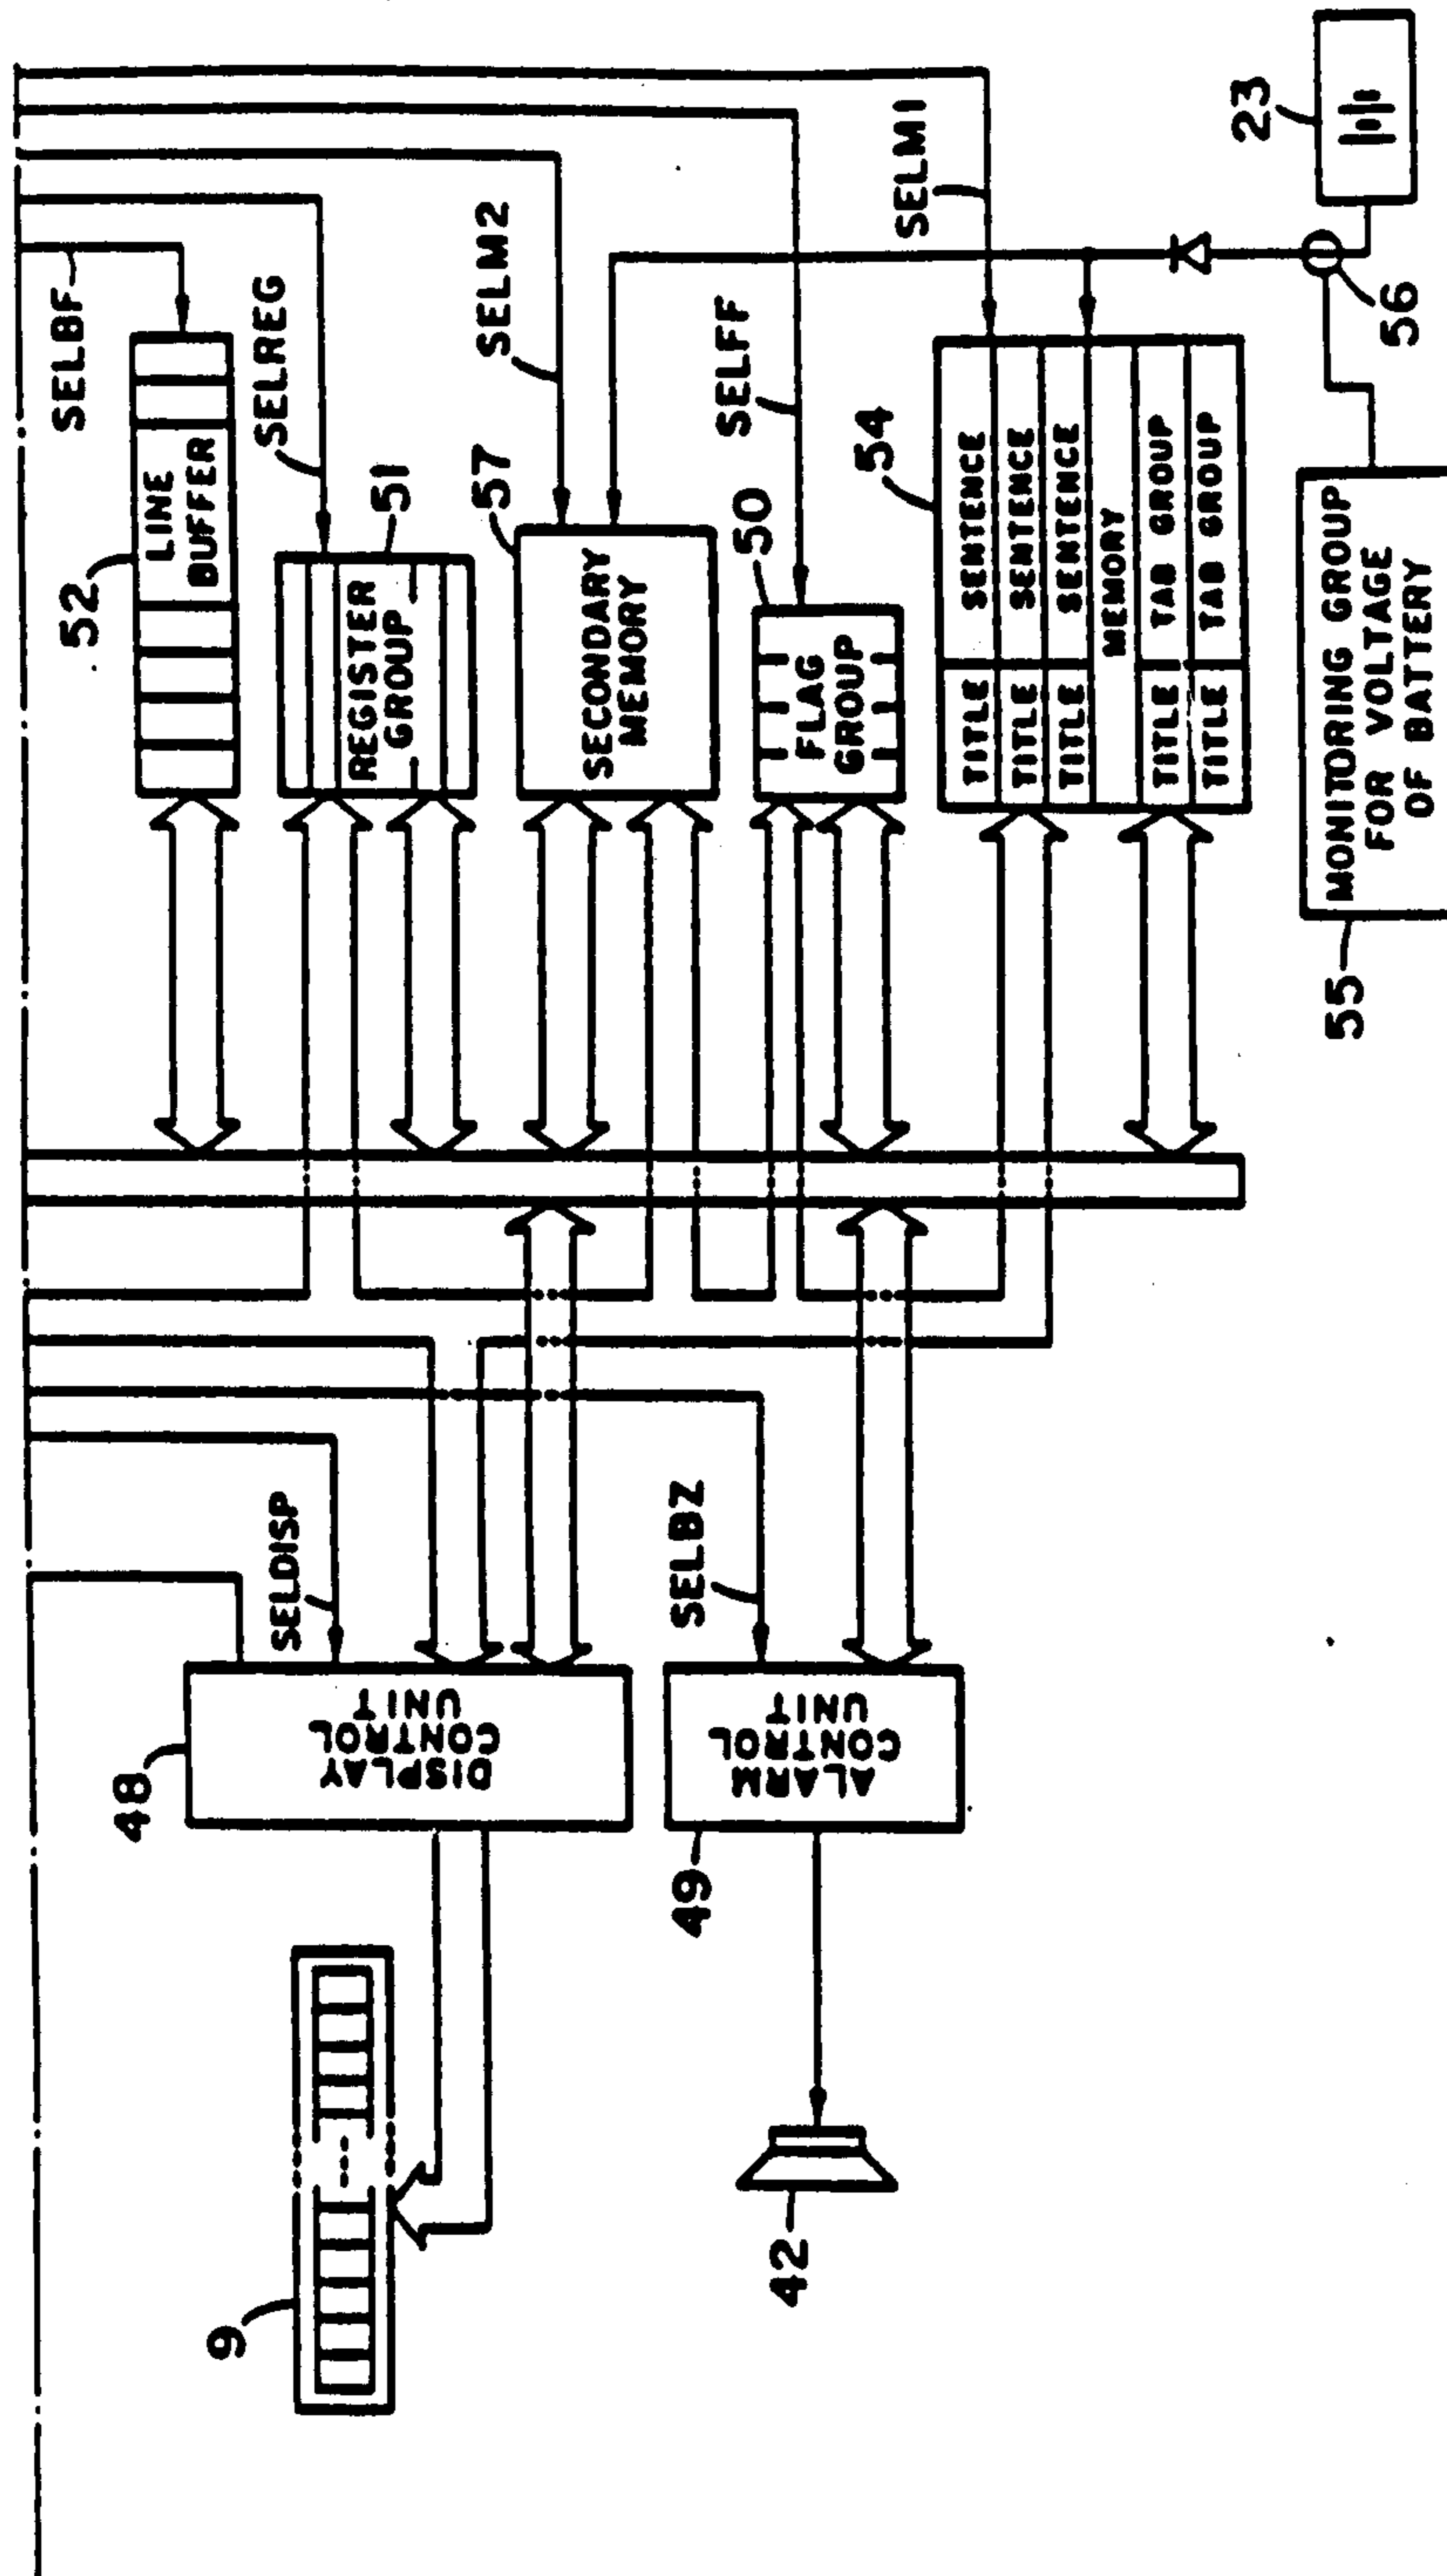 SELBF
52
LINE
BUFFER
SELREG
51
REGISTER
GROUP
SELM2
57
SECONDARY
MEMORY
SELFF
50
FLAG
GROUP
SELM1
54
TITLE SENTENCE
TITLE SENTENCE
TITLE SENTENCE
MEMORY
TITLE TAB GROUP
TITLE TAB GROUP
23
56
55
MONITORING GROUP
FOR VOLTAGE
OF BATTERY
SELDISP
48
DISPLAY
CONTROL
UNIT
SELBZ
49
ALARM
CONTROL
UNIT
9
42